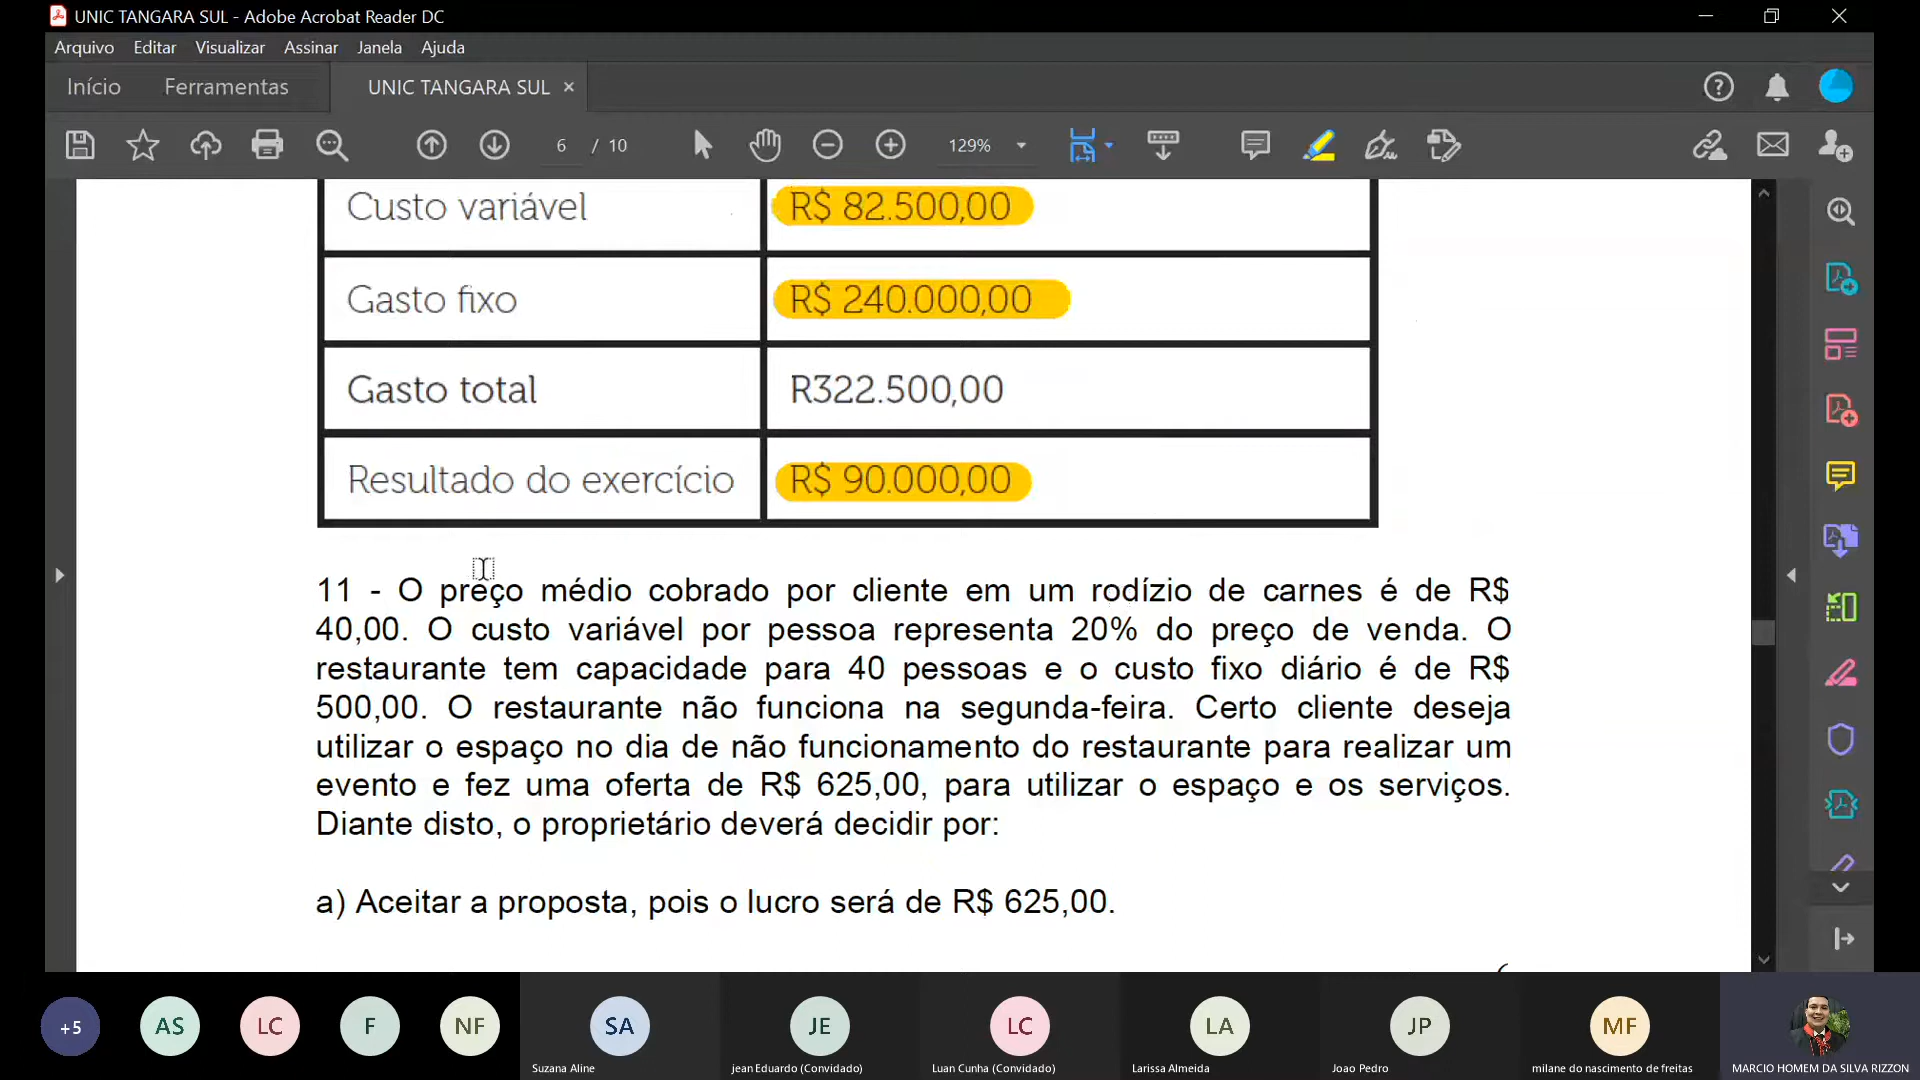 UNIC TANGARA SUL - Adobe Acrobat Reader DC
Arquivo Editar Visualizar Assinar Janela Ajuda
Início Ferramentas UNIC TANGARA SUL ×
6 / 10 129%
Custo variável R$ 82.500,00
Gasto fixo R$ 240.000,00
Gasto total R322.500,00
Resultado do exercício R$ 90.000,00
11 - O preço médio cobrado por cliente em um rodízio de carnes é de R$
40,00. O custo variável por pessoa representa 20% do preço de venda. O
restaurante tem capacidade para 40 pessoas e o custo fixo diário é de R$
500,00. O restaurante não funciona na segunda-feira. Certo cliente deseja
utilizar o espaço no dia de não funcionamento do restaurante para realizar um
evento e fez uma oferta de R$ 625,00, para utilizar o espaço e os serviços.
Diante disto, o proprietário deverá decidir por:
a) Aceitar a proposta, pois o lucro será de R$ 625,00.
+5 AS LC F NF SA JE LC LA JP MF
Suzana Aline jean Eduardo (Convidado) Luan Cunha (Convidado) Larissa Almeida Joao Pedro milane do nascimento de freitas MARCIO HOMEM DA SILVA RIZZON